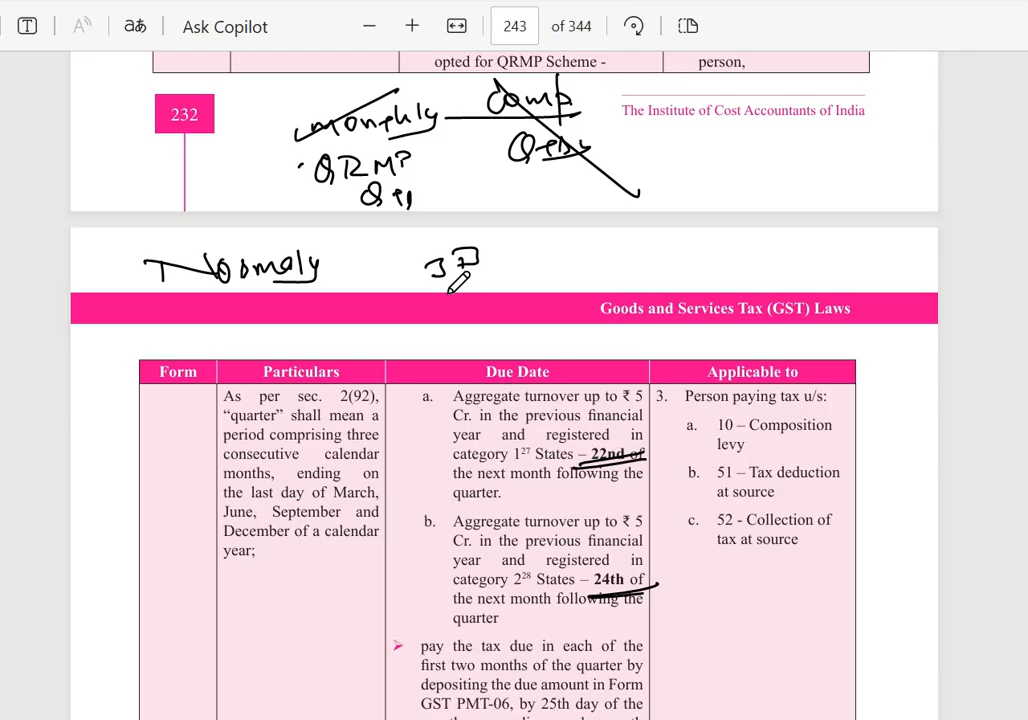 Ask Copilot
243 of 344
opted for QRMP Scheme -
person,
232
The Institute of Cost Accountants of India
Monthly
Comp
QRMP
Normaly
3B
Goods and Services Tax (GST) Laws
Form Particulars Due Date Applicable to
As per sec. 2(92),
“quarter” shall mean a
period comprising three
consecutive calendar
months, ending on
the last day of March,
June, September and
December of a calendar
year;
a. Aggregate turnover up to ₹ 5
Cr. in the previous financial
year and registered in
category 1²⁷ States – 22nd of
the next month following the
quarter.
b. Aggregate turnover up to ₹ 5
Cr. in the previous financial
year and registered in
category 2²⁸ States – 24th of
the next month following the
quarter
➢ pay the tax due in each of the
first two months of the quarter by
depositing the due amount in Form
GST PMT-06, by 25th day of the
3. Person paying tax u/s:
a. 10 – Composition
levy
b. 51 – Tax deduction
at source
c. 52 - Collection of
tax at source